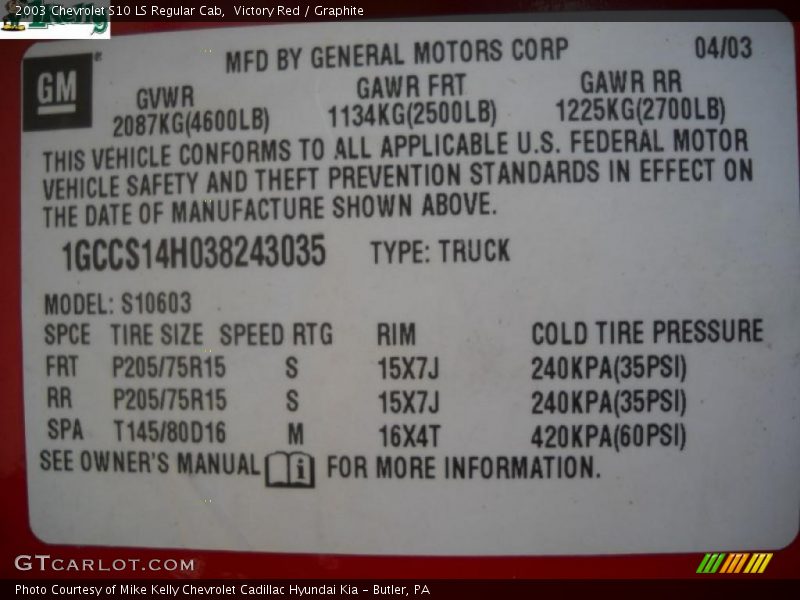 2003 Chevrolet S10 LS Regular Cab,  Victory Red / Graphite
GM
MFD BY GENERAL MOTORS CORP 04/03
GVWR GAWR FRT GAWR RR
2087KG(4600LB) 1134KG(2500LB) 1225KG(2700LB)
THIS VEHICLE CONFORMS TO ALL APPLICABLE U.S. FEDERAL MOTOR
VEHICLE SAFETY AND THEFT PREVENTION STANDARDS IN EFFECT ON
THE DATE OF MANUFACTURE SHOWN ABOVE.
1GCCS14H038243035 TYPE: TRUCK
MODEL: S10603
SPCE TIRE SIZE SPEED RTG RIM COLD TIRE PRESSURE
FRT P205/75R15 S 15X7J 240KPA(35PSI)
RR P205/75R15 S 15X7J 240KPA(35PSI)
SPA T145/80D16 M 16X4T 420KPA(60PSI)
SEE OWNER'S MANUAL i FOR MORE INFORMATION.
GTCARLOT.COM
Photo Courtesy of Mike Kelly Chevrolet Cadillac Hyundai Kia - Butler, PA